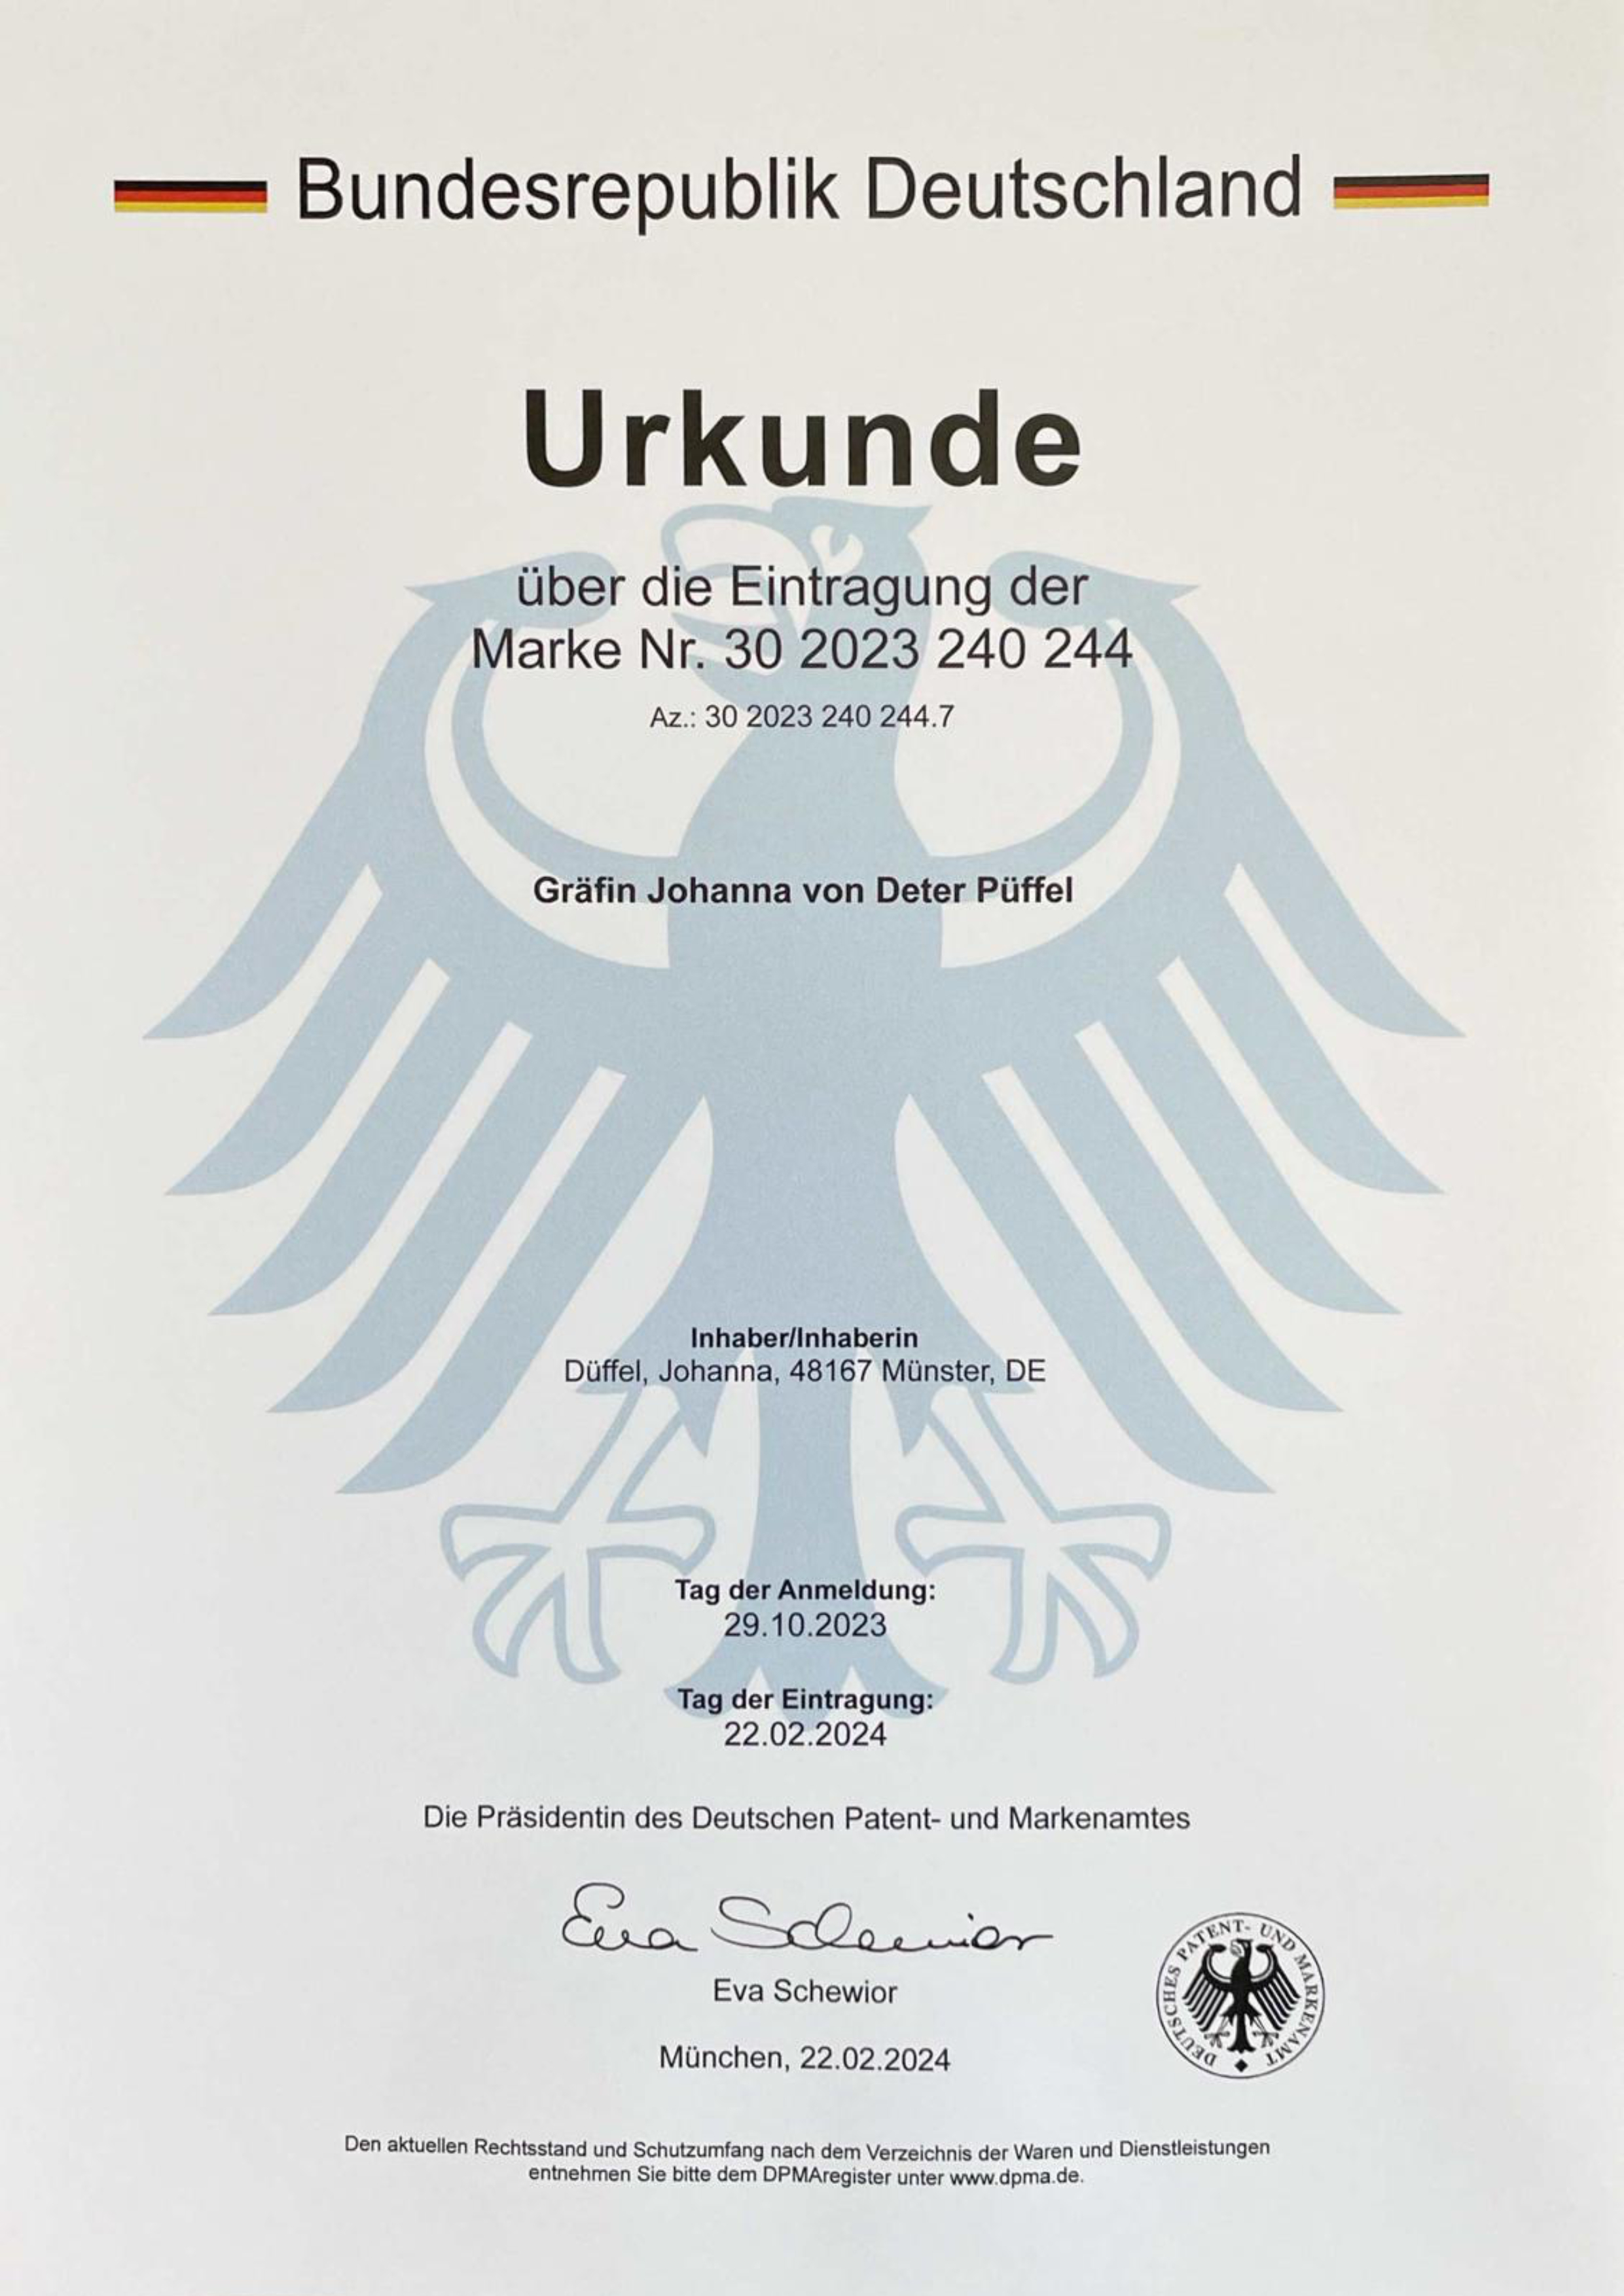 Bundesrepublik Deutschland
Urkunde
über die Eintragung der
Marke Nr. 30 2023 240 244
Az.: 30 2023 240 244.7
Gräfin Johanna von Deter Püffel
Inhaber/Inhaberin
Düffel, Johanna, 48167 Münster, DE
Tag der Anmeldung:
29.10.2023
Tag der Eintragung:
22.02.2024
Die Präsidentin des Deutschen Patent- und Markenamtes
Eva Schewior
Eva Schewior
DEUTSCHES PATENT- UND MARKENAMT
München, 22.02.2024
Den aktuellen Rechtsstand und Schutzumfang nach dem Verzeichnis der Waren und Dienstleistungen
entnehmen Sie bitte dem DPMAregister unter www.dpma.de.